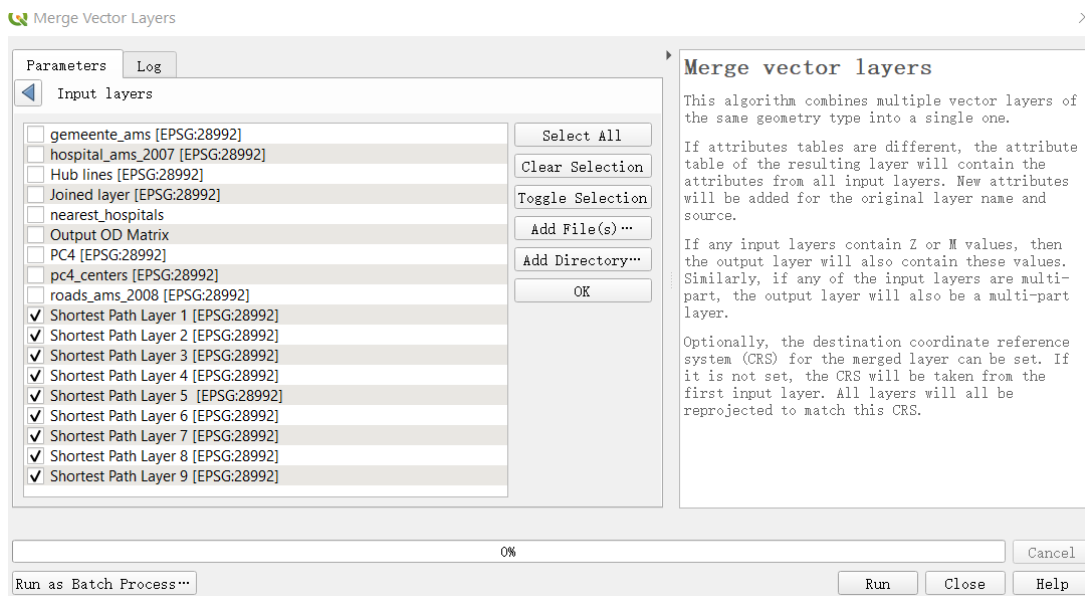 Merge Vector Layers
Parameters
Log
Input layers
gemeente_ams [EPSG:28992]
hospital_ams_2007 [EPSG:28992]
Hub lines [EPSG:28992]
Joined layer [EPSG:28992]
nearest_hospitals
Output OD Matrix
PC4 [EPSG:28992]
pc4_centers [EPSG:28992]
roads_ams_2008 [EPSG:28992]
Shortest Path Layer 1 [EPSG:28992]
Shortest Path Layer 2 [EPSG:28992]
Shortest Path Layer 3 [EPSG:28992]
Shortest Path Layer 4 [EPSG:28992]
Shortest Path Layer 5 [EPSG:28992]
Shortest Path Layer 6 [EPSG:28992]
Shortest Path Layer 7 [EPSG:28992]
Shortest Path Layer 8 [EPSG:28992]
Shortest Path Layer 9 [EPSG:28992]
Select All
Clear Selection
Toggle Selection
Add File(s)…
Add Directory…
OK
Merge vector layers
This algorithm combines multiple vector layers of
the same geometry type into a single one.
If attributes tables are different, the attribute
table of the resulting layer will contain the
attributes from all input layers. New attributes
will be added for the original layer name and
source.
If any input layers contain Z or M values, then
the output layer will also contain these values.
Similarly, if any of the input layers are multi-
part, the output layer will also be a multi-part
layer.
Optionally, the destination coordinate reference
system (CRS) for the merged layer can be set. If
it is not set, the CRS will be taken from the
first input layer. All layers will all be
reprojected to match this CRS.
0%
Cancel
Run as Batch Process…
Run
Close
Help